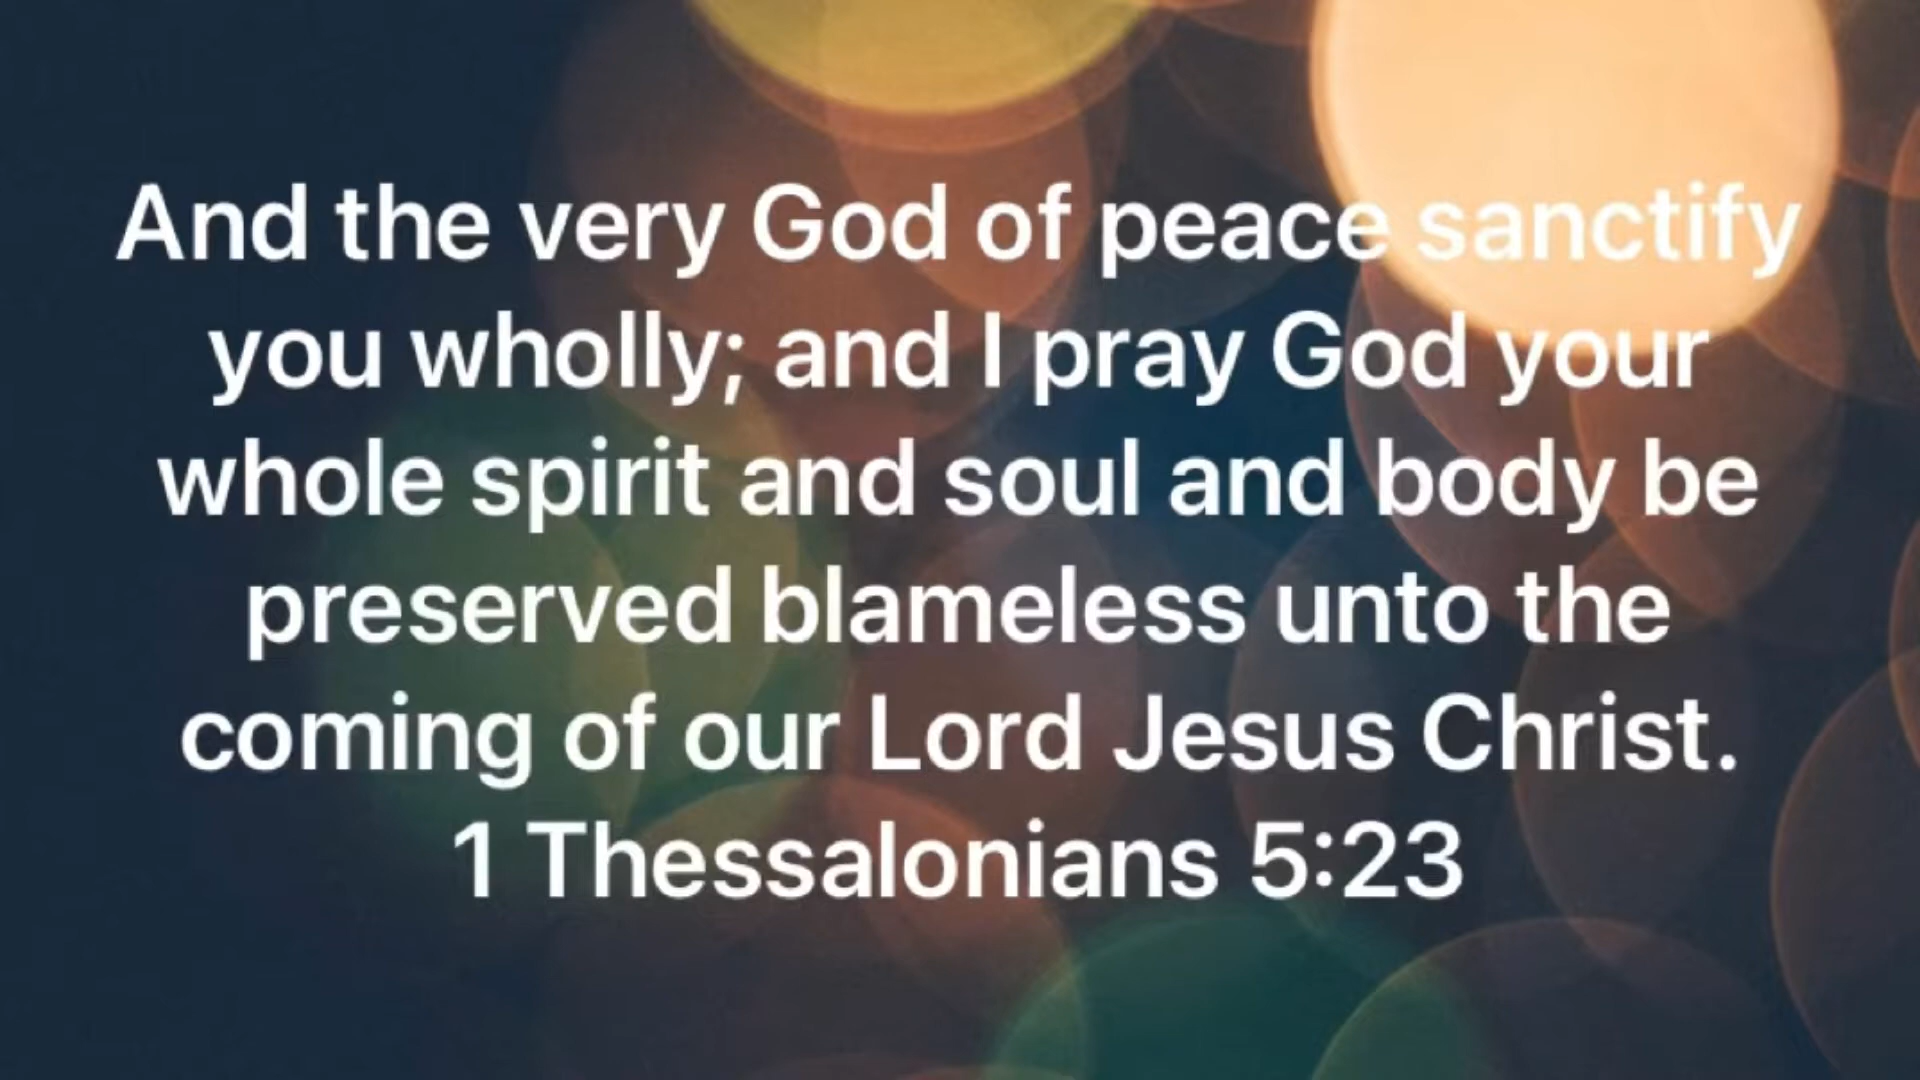 And the very God of peace sanctify
you wholly; and I pray God your
whole spirit and soul and body be
preserved blameless unto the
coming of our Lord Jesus Christ.
1 Thessalonians 5:23